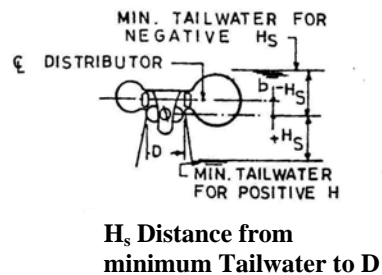 MIN. TAILWATER FOR
NEGATIVE HS
℄ DISTRIBUTOR
b
-HS
+HS
D
MIN. TAILWATER
FOR POSITIVE H
Hs Distance from
minimum Tailwater to D